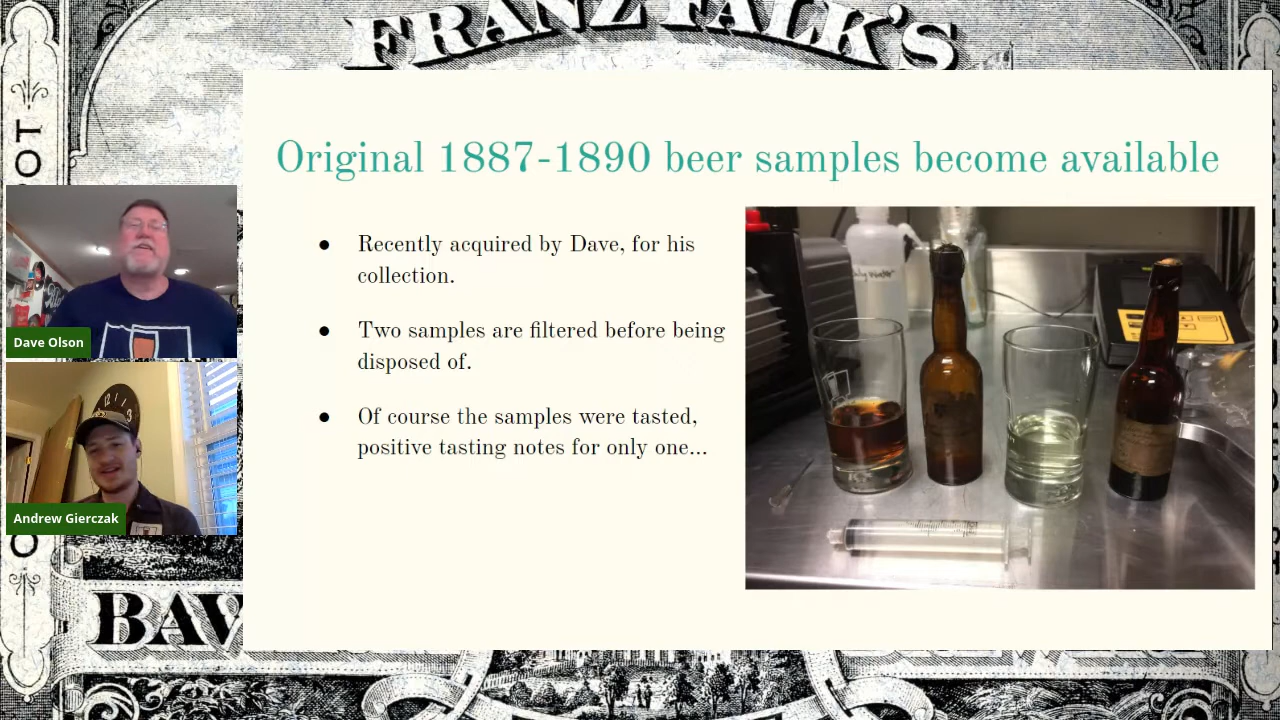 FRANZ FALK'S
Original 1887-1890 beer samples become available
● Recently acquired by Dave, for his
collection.
● Two samples are filtered before being
disposed of.
● Of course the samples were tasted,
positive tasting notes for only one...
Dave Olson
Andrew Gierczak
BAV